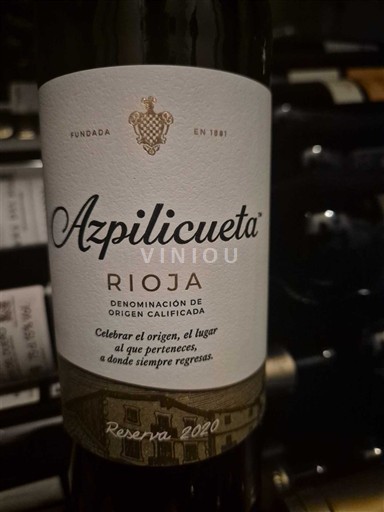 FUNDADA EN 1881
Azpilicueta
VINIOU
RIOJA
DENOMINACIÓN DE
ORIGEN CALIFICADA
Celebrar el origen, el lugar
al que perteneces,
a donde siempre regresas.
Reserva 2020